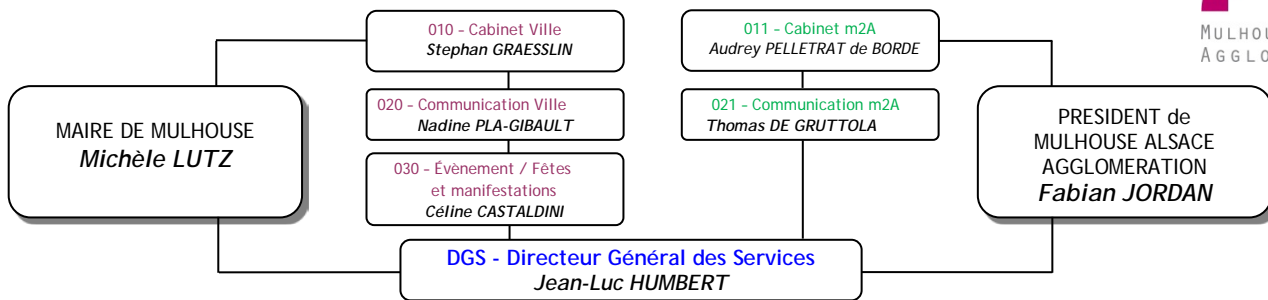 010 - Cabinet Ville
Stephan GRAESSLIN
011 - Cabinet m2A
Audrey PELLETRAT de BORDE
020 - Communication Ville
Nadine PLA-GIBAULT
021 - Communication m2A
Thomas DE GRUTTOLA
MAIRE DE MULHOUSE
Michèle LUTZ
030 - Évènement / Fêtes
et manifestations
Céline CASTALDINI
PRESIDENT de
MULHOUSE ALSACE
AGGLOMERATION
Fabian JORDAN
DGS - Directeur Général des Services
Jean-Luc HUMBERT